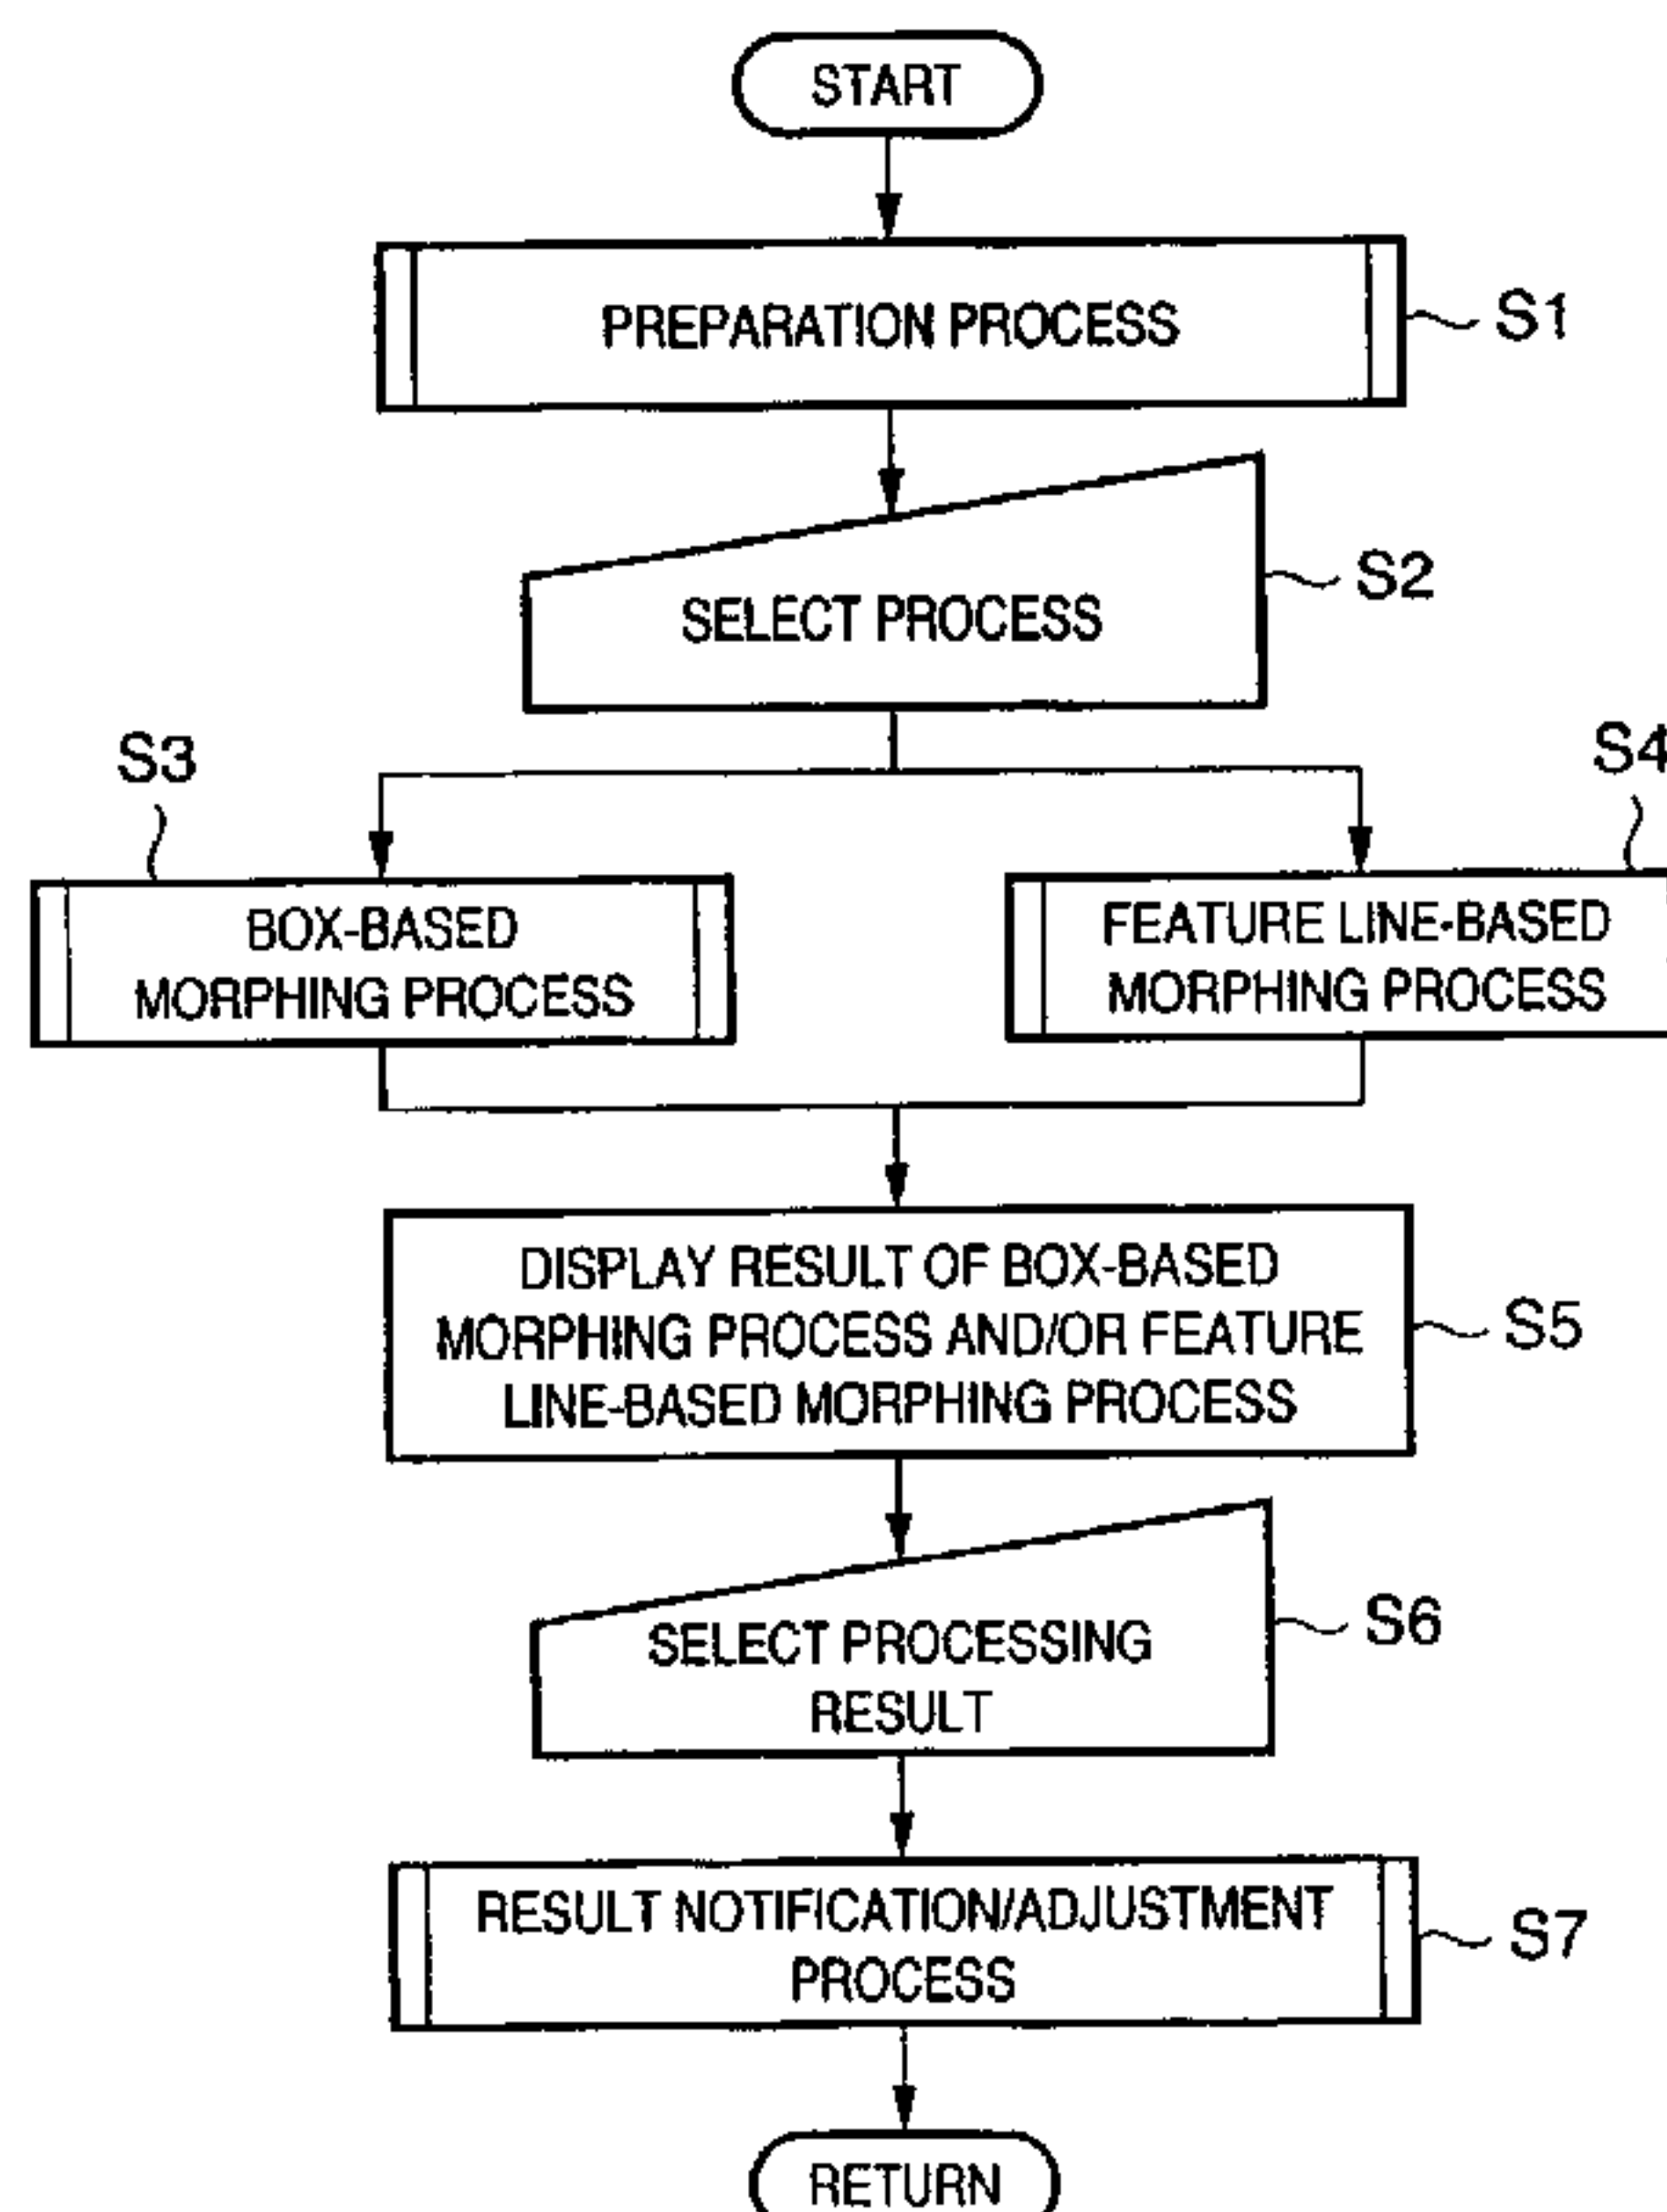 START
PREPARATION PROCESS
S1
SELECT PROCESS
S2
S3
S4
BOX-BASED
MORPHING PROCESS
FEATURE LINE-BASED
MORPHING PROCESS
DISPLAY RESULT OF BOX-BASED
MORPHING PROCESS AND/OR FEATURE
LINE-BASED MORPHING PROCESS
S5
SELECT PROCESSING
RESULT
S6
RESULT NOTIFICATION/ADJUSTMENT
PROCESS
S7
RETURN